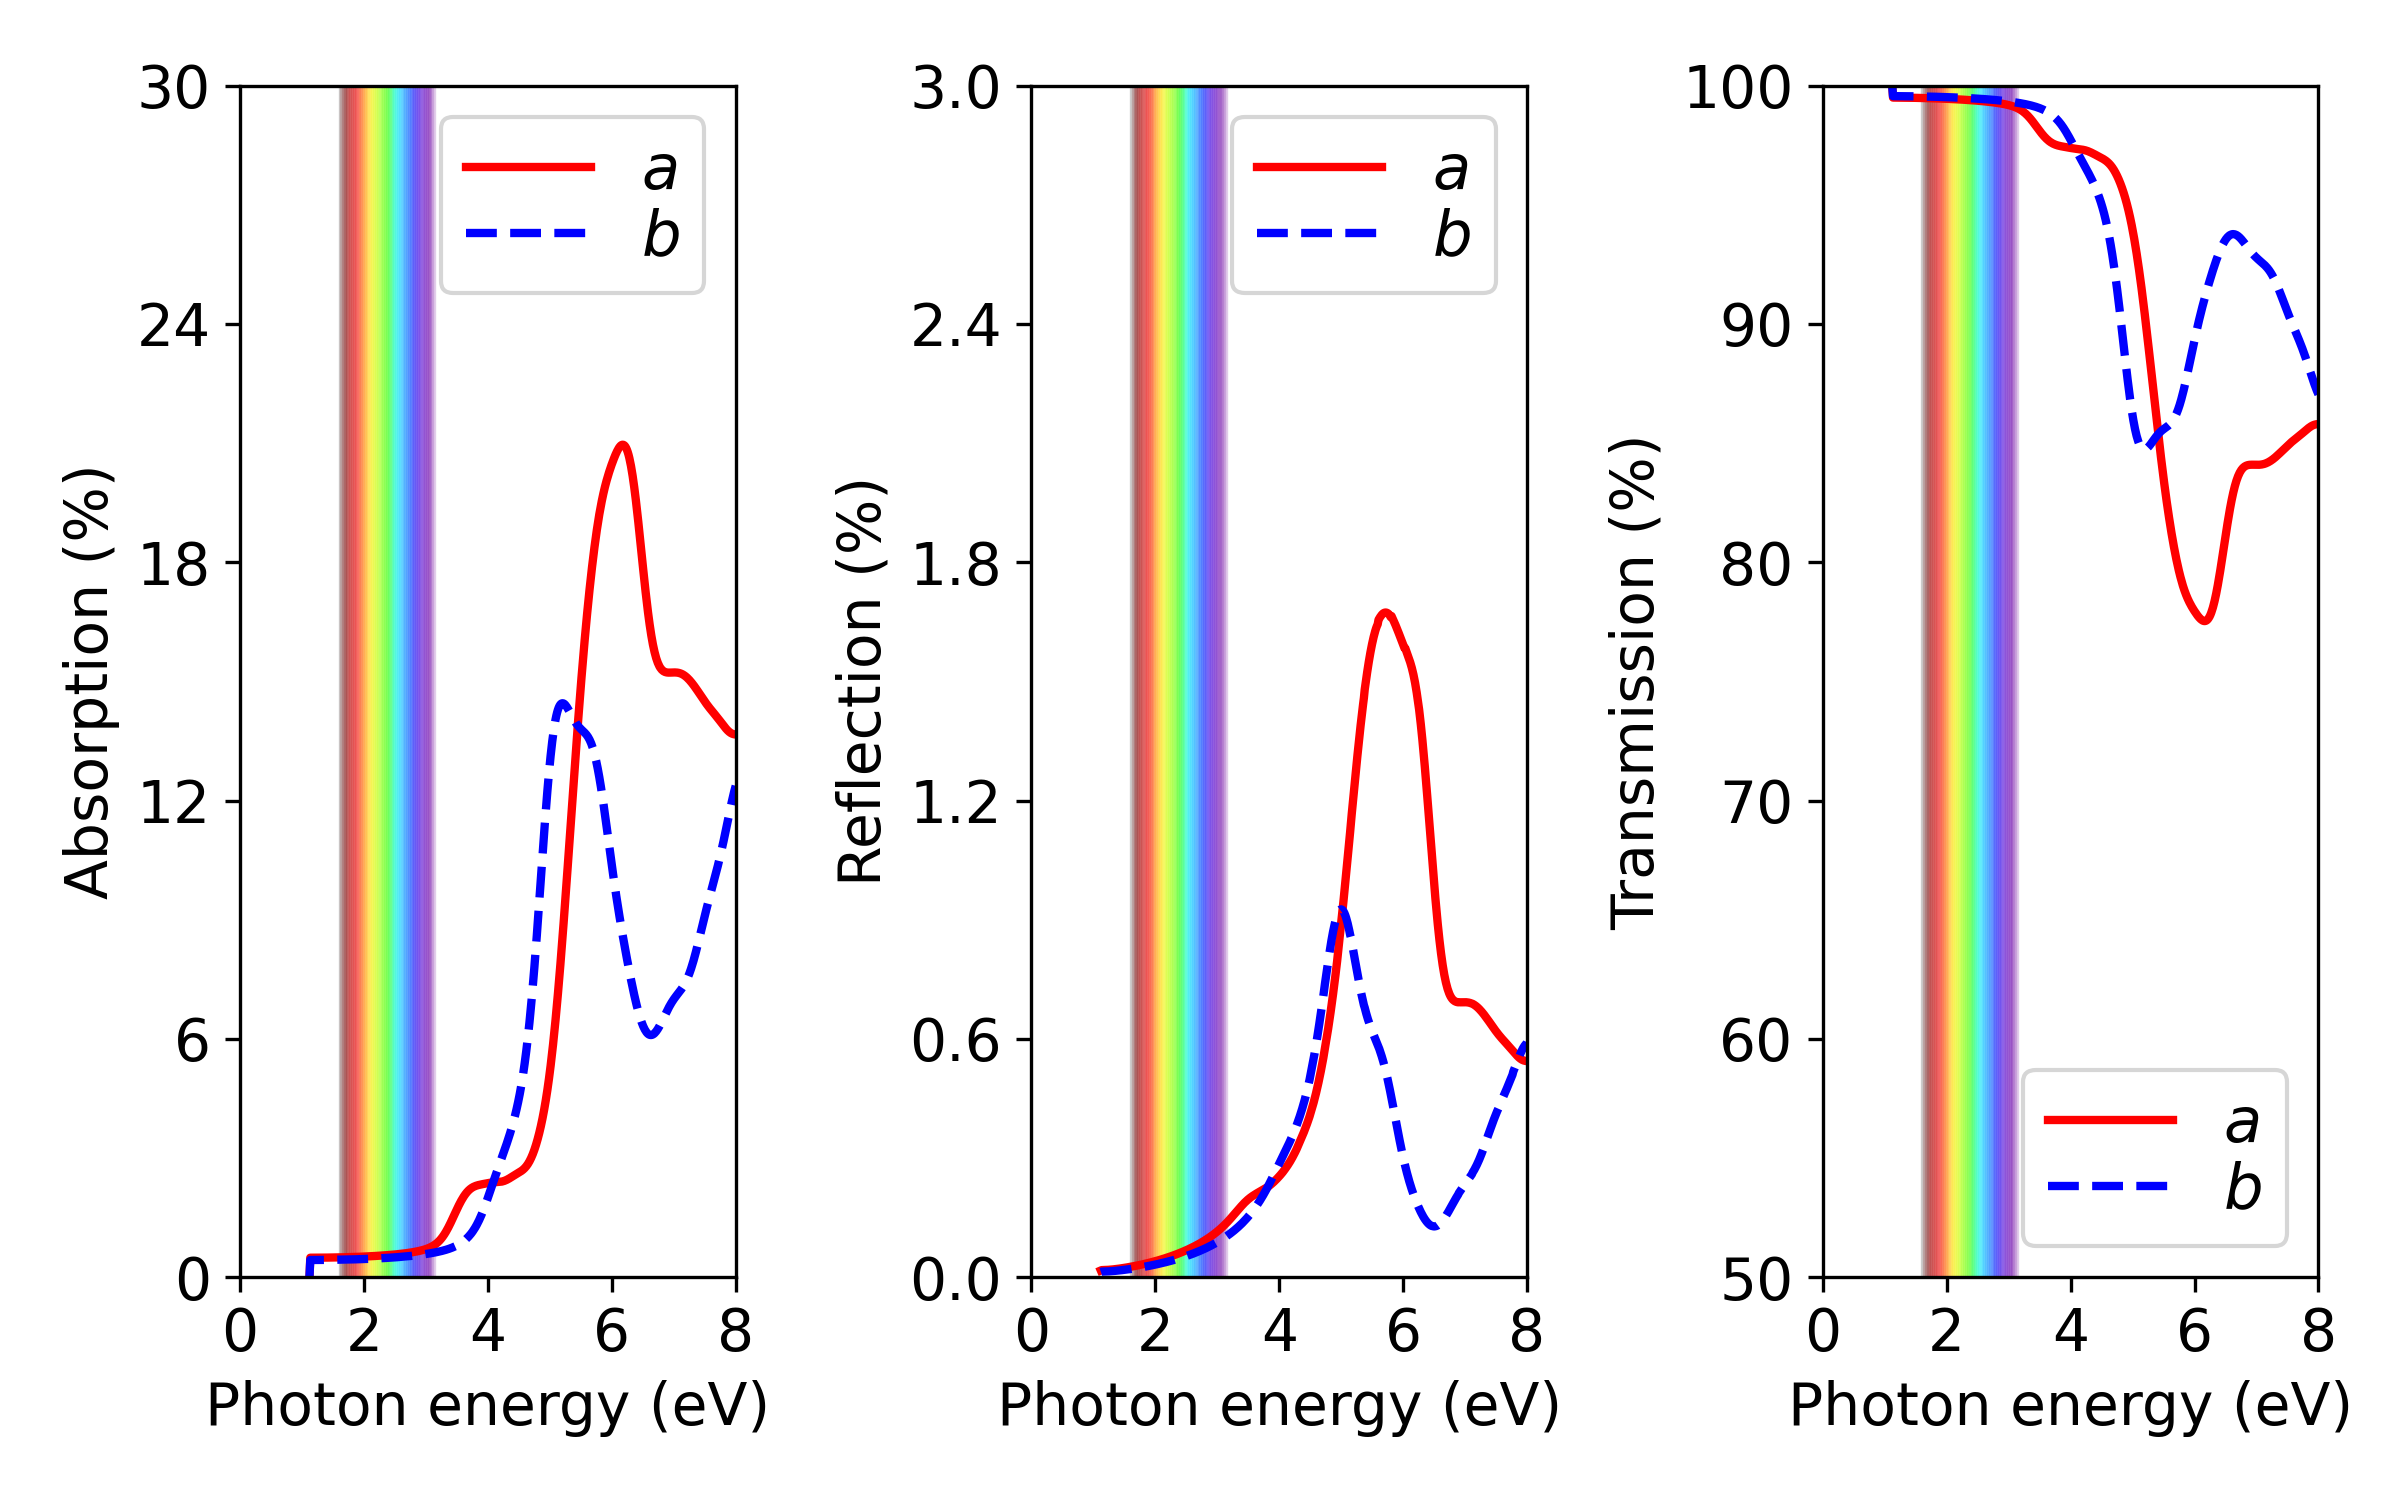 30
24
18
12
6
0
Absorption (%)
a
b
0 2 4 6 8
Photon energy (eV)
3.0
2.4
1.8
1.2
0.6
0.0
Reflection (%)
a
b
0 2 4 6 8
Photon energy (eV)
100
90
80
70
60
50
Transmission (%)
a
b
0 2 4 6 8
Photon energy (eV)